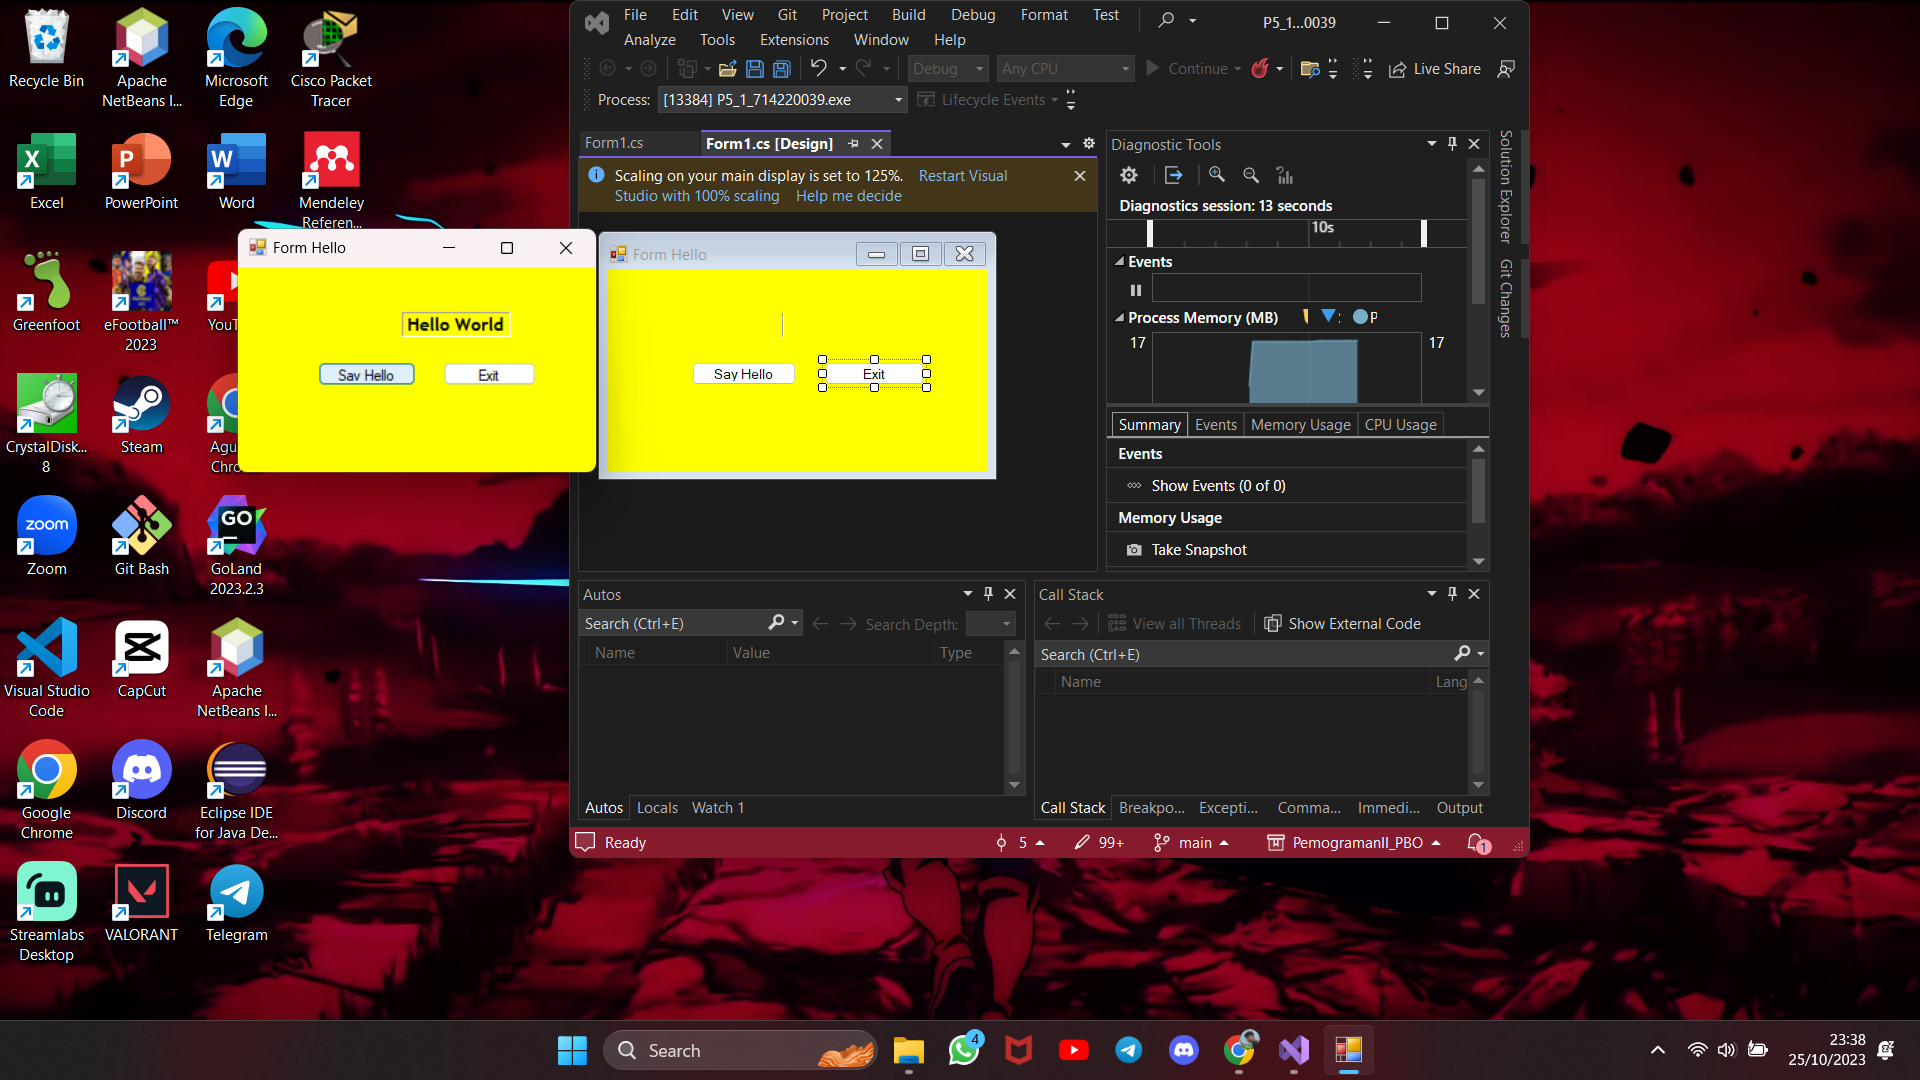 Recycle Bin
Apache
NetBeans I...
Microsoft
Edge
Cisco Packet
Tracer
Excel
PowerPoint
Word
Mendeley
Referen...
Greenfoot
eFootball™
2023
YouT
CrystalDisk...
8
Steam
Agu
Chro
Zoom
Git Bash
GoLand
2023.2.3
Visual Studio
Code
CapCut
Apache
NetBeans I...
Google
Chrome
Discord
Eclipse IDE
for Java De...
Streamlabs
Desktop
VALORANT
Telegram
Form Hello
Hello World
Say Hello
Exit
File Edit View Git Project Build Debug Format Test
P5_1...0039
Analyze Tools Extensions Window Help
Debug
Any CPU
Continue
Live Share
Process: [13384] P5_1_714220039.exe
Lifecycle Events
Form1.cs
Form1.cs [Design]
Scaling on your main display is set to 125%. Restart Visual
Studio with 100% scaling Help me decide
Form Hello
Say Hello
Exit
Diagnostic Tools
Diagnostics session: 13 seconds
10s
Events
Process Memory (MB)
P
17
17
Summary Events Memory Usage CPU Usage
Events
Show Events (0 of 0)
Memory Usage
Take Snapshot
Solution Explorer
Git Changes
Autos
Search (Ctrl+E)
Search Depth:
Name Value Type
Autos Locals Watch 1
Call Stack
View all Threads
Show External Code
Search (Ctrl+E)
Name
Lang
Call Stack Breakpo... Excepti... Comma... Immedi... Output
Ready
5
99+
main
PemogramanII_PBO
1
Search
4
23:38
25/10/2023